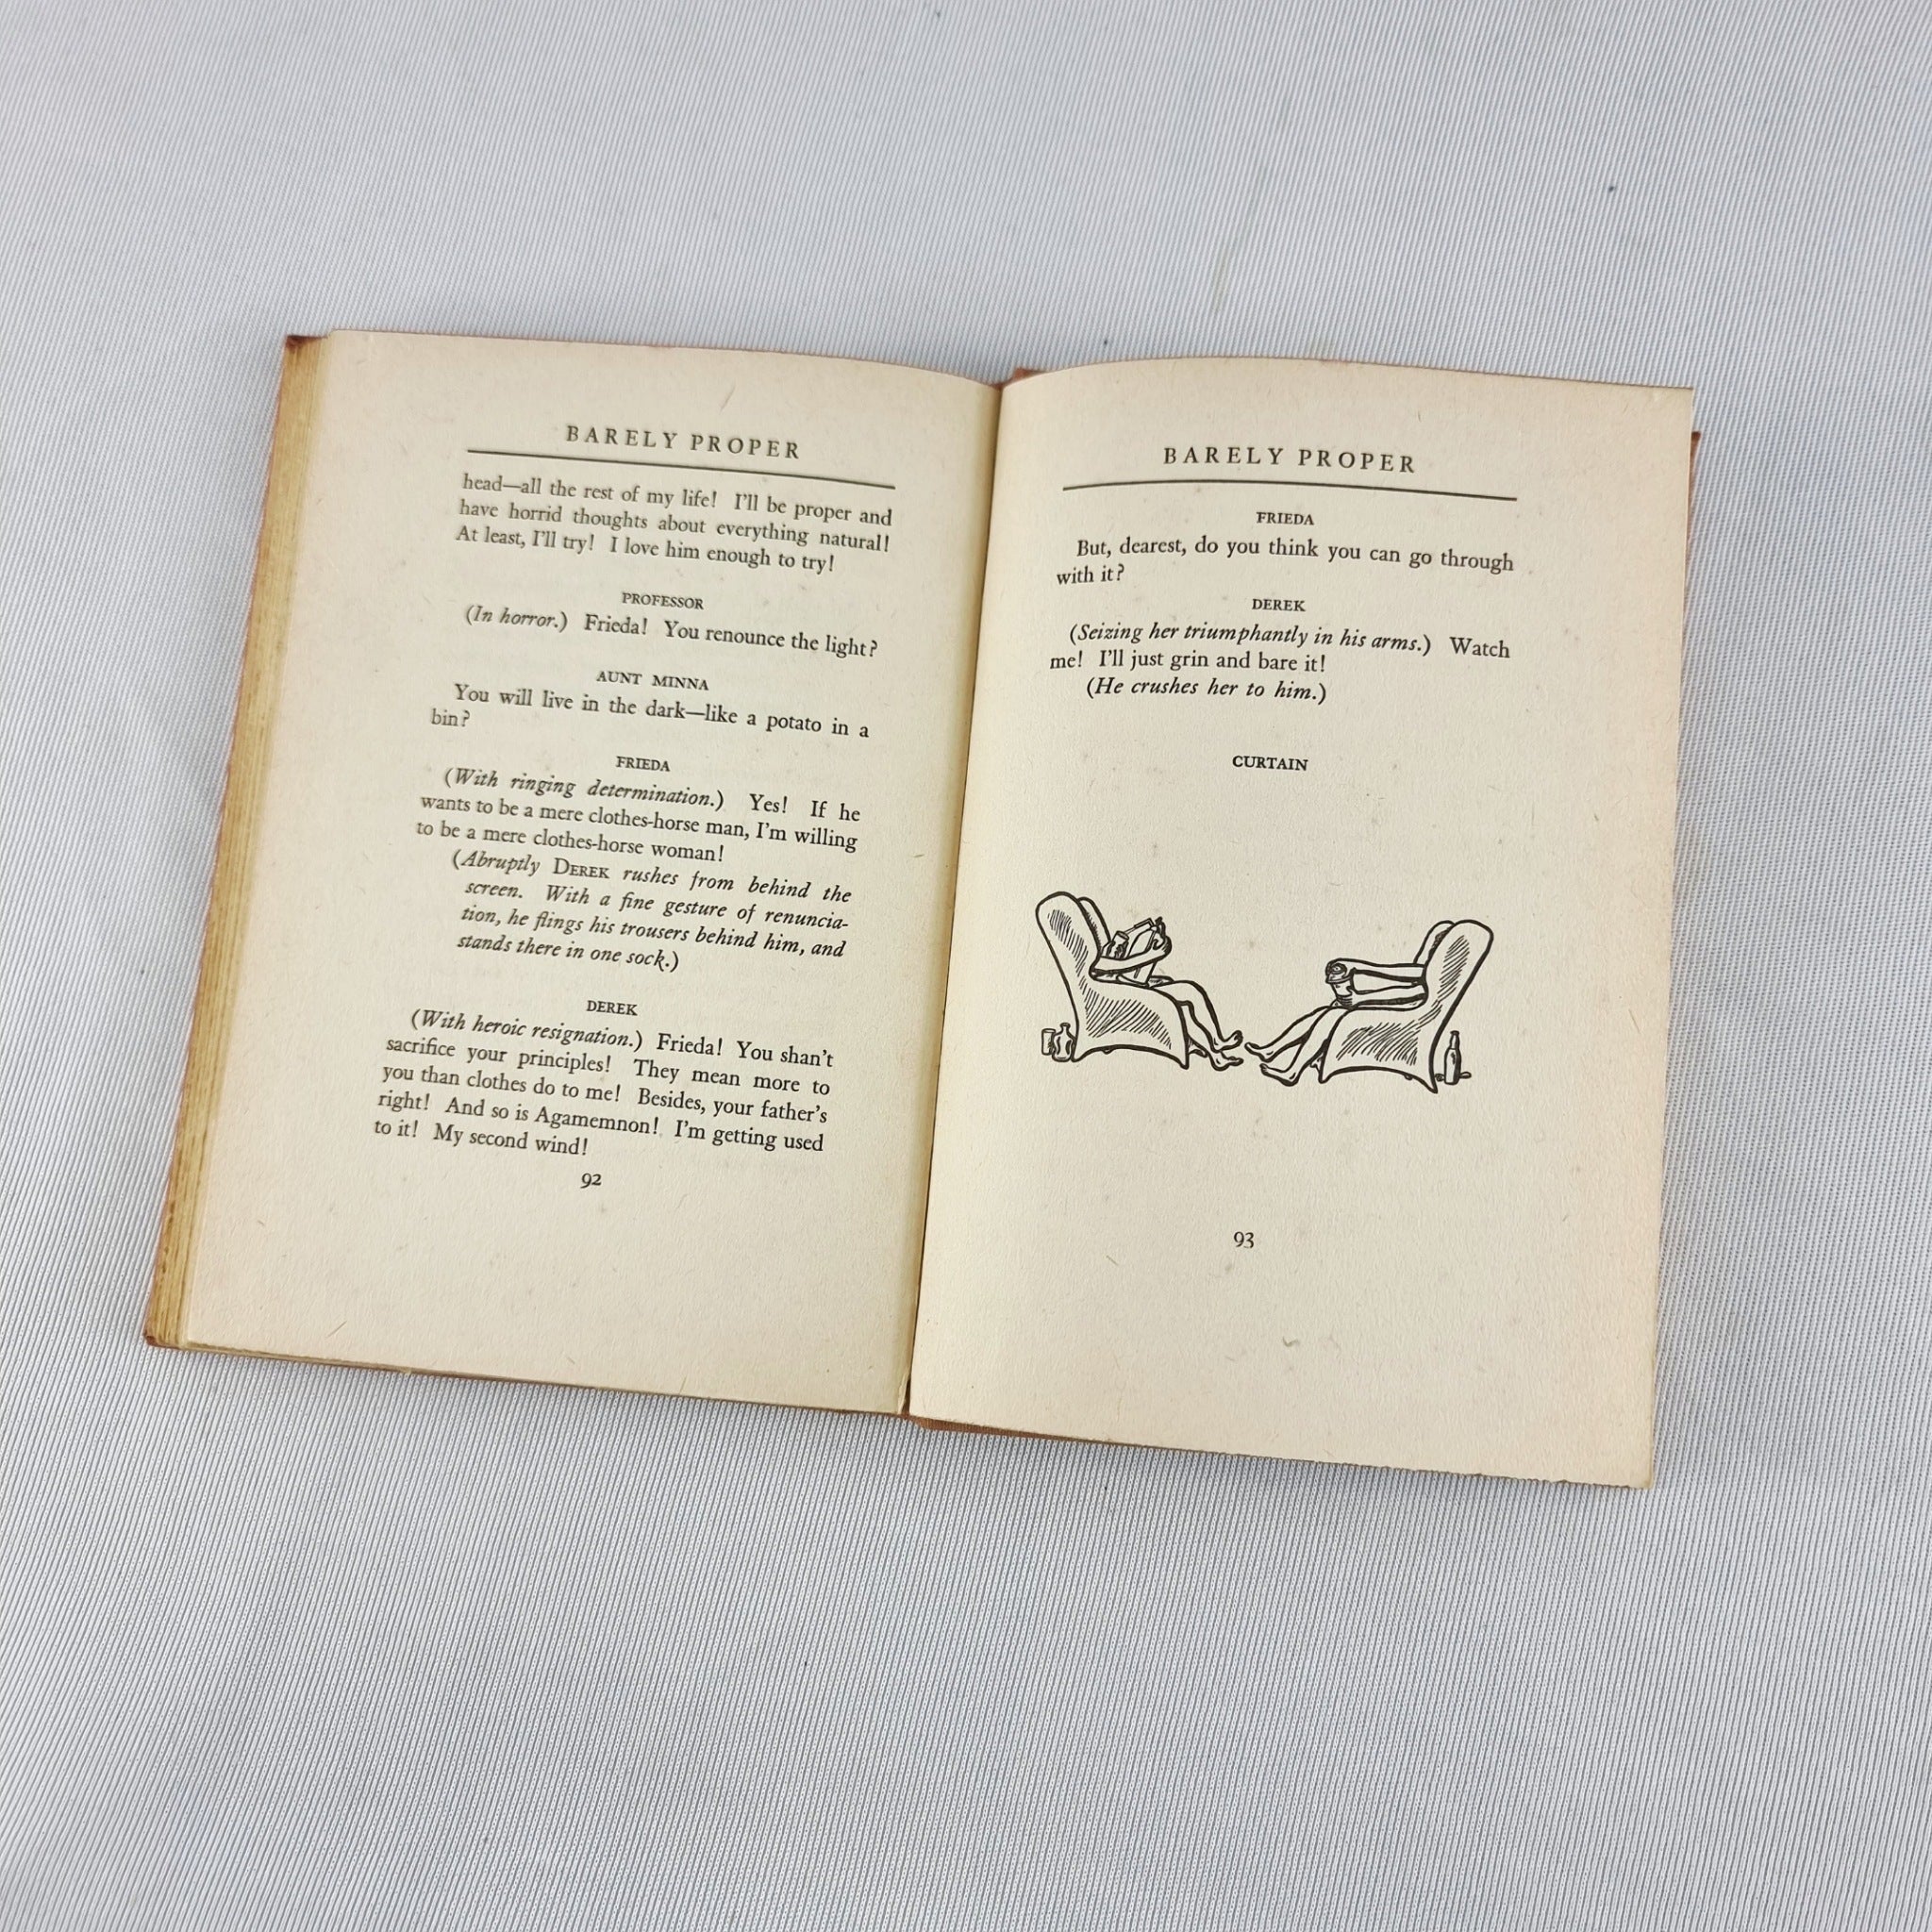 BARELY PROPER
head—all the rest of my life! I'll be proper and
have horrid thoughts about everything natural!
At least, I'll try! I love him enough to try!
PROFESSOR
(In horror.) Frieda! You renounce the light?
AUNT MINNA
You will live in the dark—like a potato in a
bin?
FRIEDA
(With ringing determination.) Yes! If he
wants to be a mere clothes-horse man, I'm willing
to be a mere clothes-horse woman!
(Abruptly DEREK rushes from behind the
screen. With a fine gesture of renuncia-
tion, he flings his trousers behind him, and
stands there in one sock.)
DEREK
(With heroic resignation.) Frieda! You shan't
sacrifice your principles! They mean more to
you than clothes do to me! Besides, your father's
right! And so is Agamemnon! I'm getting used
to it! My second wind!
92
BARELY PROPER
FRIEDA
But, dearest, do you think you can go through
with it?
DEREK
(Seizing her triumphantly in his arms.) Watch
me! I'll just grin and bare it!
(He crushes her to him.)
CURTAIN
93